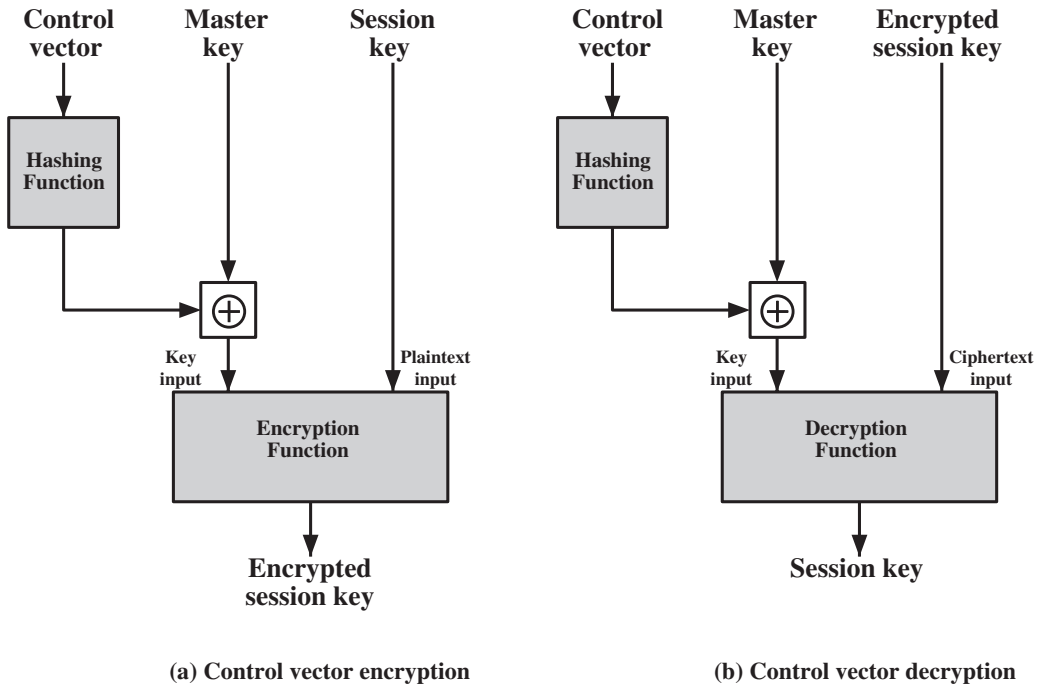 Control
vector
Master
key
Session
key
Hashing
Function
Key
input
Plaintext
input
Encryption
Function
Encrypted
session key
(a) Control vector encryption
Control
vector
Master
key
Encrypted
session key
Hashing
Function
Key
input
Ciphertext
input
Decryption
Function
Session key
(b) Control vector decryption